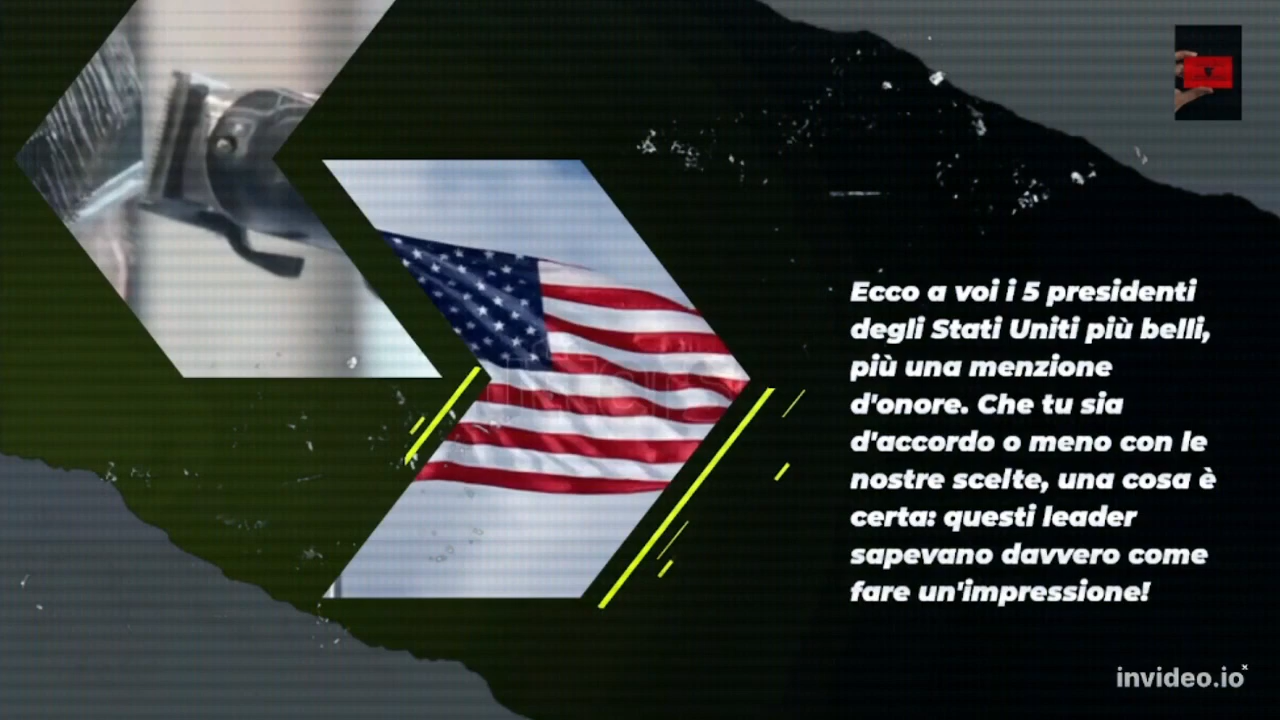 Ecco a voi i 5 presidenti
degli Stati Uniti più belli,
più una menzione
d'onore. Che tu sia
d'accordo o meno con le
nostre scelte, una cosa è
certa: questi leader
sapevano davvero come
fare un'impressione!
invideo.io